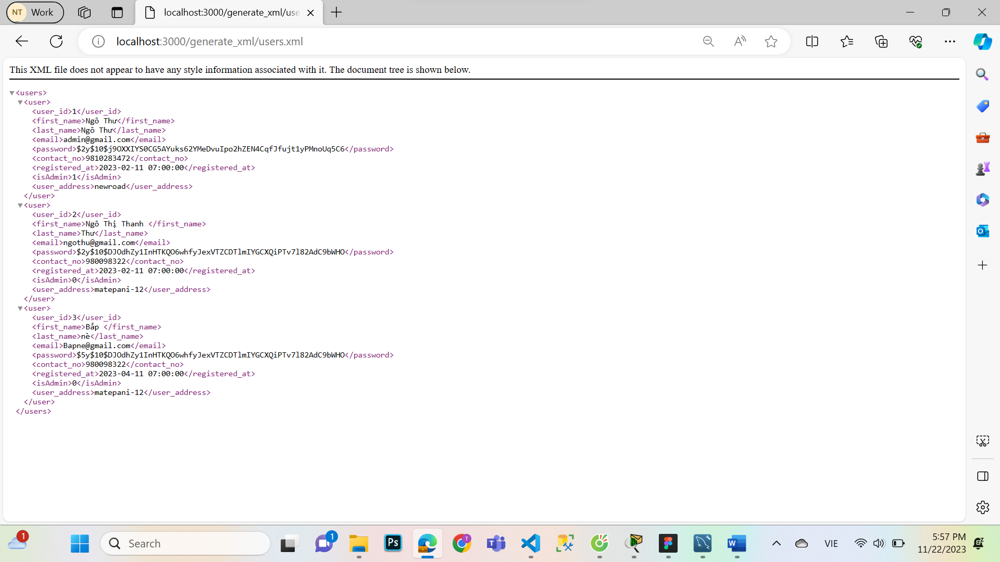 NT Work
localhost:3000/generate_xml/use
localhost:3000/generate_xml/users.xml
This XML file does not appear to have any style information associated with it. The document tree is shown below.
<users>
<user>
<user_id>1</user_id>
<first_name>Ngô Thư</first_name>
<last_name>Ngô Thư</last_name>
<email>admin@gmail.com</email>
<password>$2y$10$j9OXXIYS0CG5AYuks62YMeDvuIpo2hZEN4CqfJfujt1yPMnoUq5C6</password>
<contact_no>9810283472</contact_no>
<registered_at>2023-02-11 07:00:00</registered_at>
<isAdmin>1</isAdmin>
<user_address>newroad</user_address>
</user>
<user>
<user_id>2</user_id>
<first_name>Ngô Thị Thanh </first_name>
<last_name>Thư</last_name>
<email>ngothu@gmail.com</email>
<password>$2y$10$DJOdhZy1InHTKQO6whfyJexVTZCDTlmIYGCXQiPTv7l82AdC9bWHO</password>
<contact_no>980098322</contact_no>
<registered_at>2023-02-11 07:00:00</registered_at>
<isAdmin>0</isAdmin>
<user_address>matepani-12</user_address>
</user>
<user>
<user_id>3</user_id>
<first_name>Bắp </first_name>
<last_name>nè</last_name>
<email>Bapne@gmail.com</email>
<password>$5y$10$DJOdhZy1InHTKQO6whfyJexVTZCDTlmIYGCXQiPTv7l82AdC9bWHO</password>
<contact_no>980098322</contact_no>
<registered_at>2023-04-11 07:00:00</registered_at>
<isAdmin>0</isAdmin>
<user_address>matepani-12</user_address>
</user>
</users>
1
Search
1
Ps
VIE
5:57 PM
11/22/2023